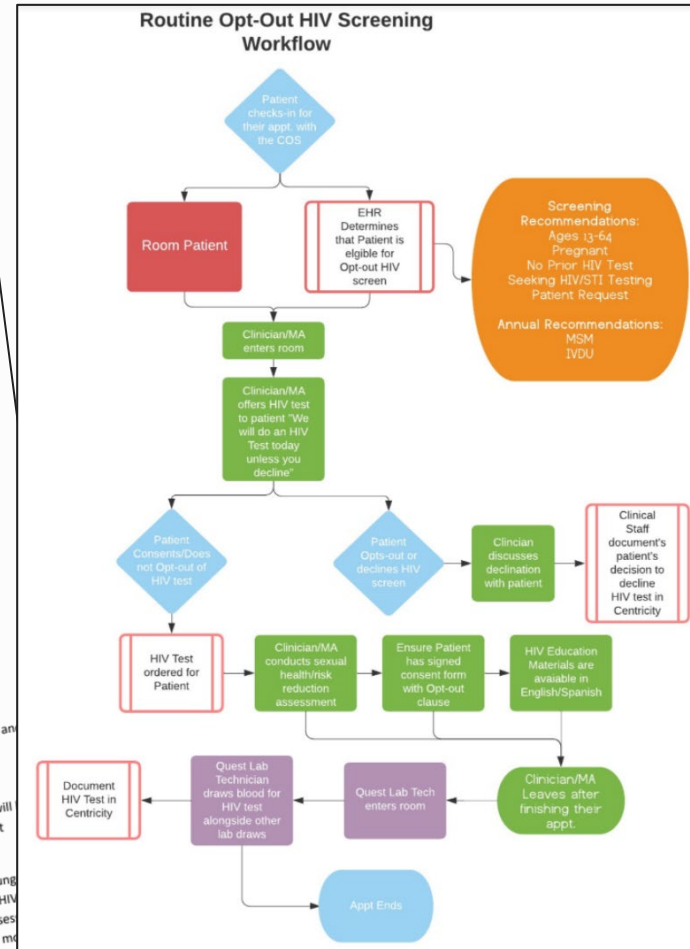 Routine Opt-Out HIV Screening
Workflow
Patient
checks-in for
their appt. with
the COS
Room Patient
EHR
Determines
that Patient is
elgible for
Opt-out HIV
screen
Screening
Recommendations:
Ages 13-64
Pregnant
No Prior HIV Test
Seeking HIV/STI Testing
Patient Request
Annual Recommendations:
MSM
IVDU
Clinician/MA
enters room
Clinician/MA
offers HIV test
to patient "We
will do an HIV
Test today
unless you
decline"
Patient
Consents/Does
not Opt-out of
HIV test
Patient
Opts-out or
declines HIV
screen
Clincian
discusses
declination
with patient
Clinical
Staff
document's
patient's
decision to
decline
HIV test in
Centricity
HIV Test
ordered for
Patient
Clinician/MA
conducts sexual
health/risk
reduction
assessment
Ensure Patient
has signed
consent form
with Opt-out
clause
HIV Education
Materials are
avaiable in
English/Spanish
Document
HIV Test in
Centricity
Quest Lab
Technician
draws blood for
HIV test
alongside other
lab draws
Quest Lab Tech
enters room
Clinician/MA
Leaves after
finishing their
appt.
Appt Ends
will
HIV